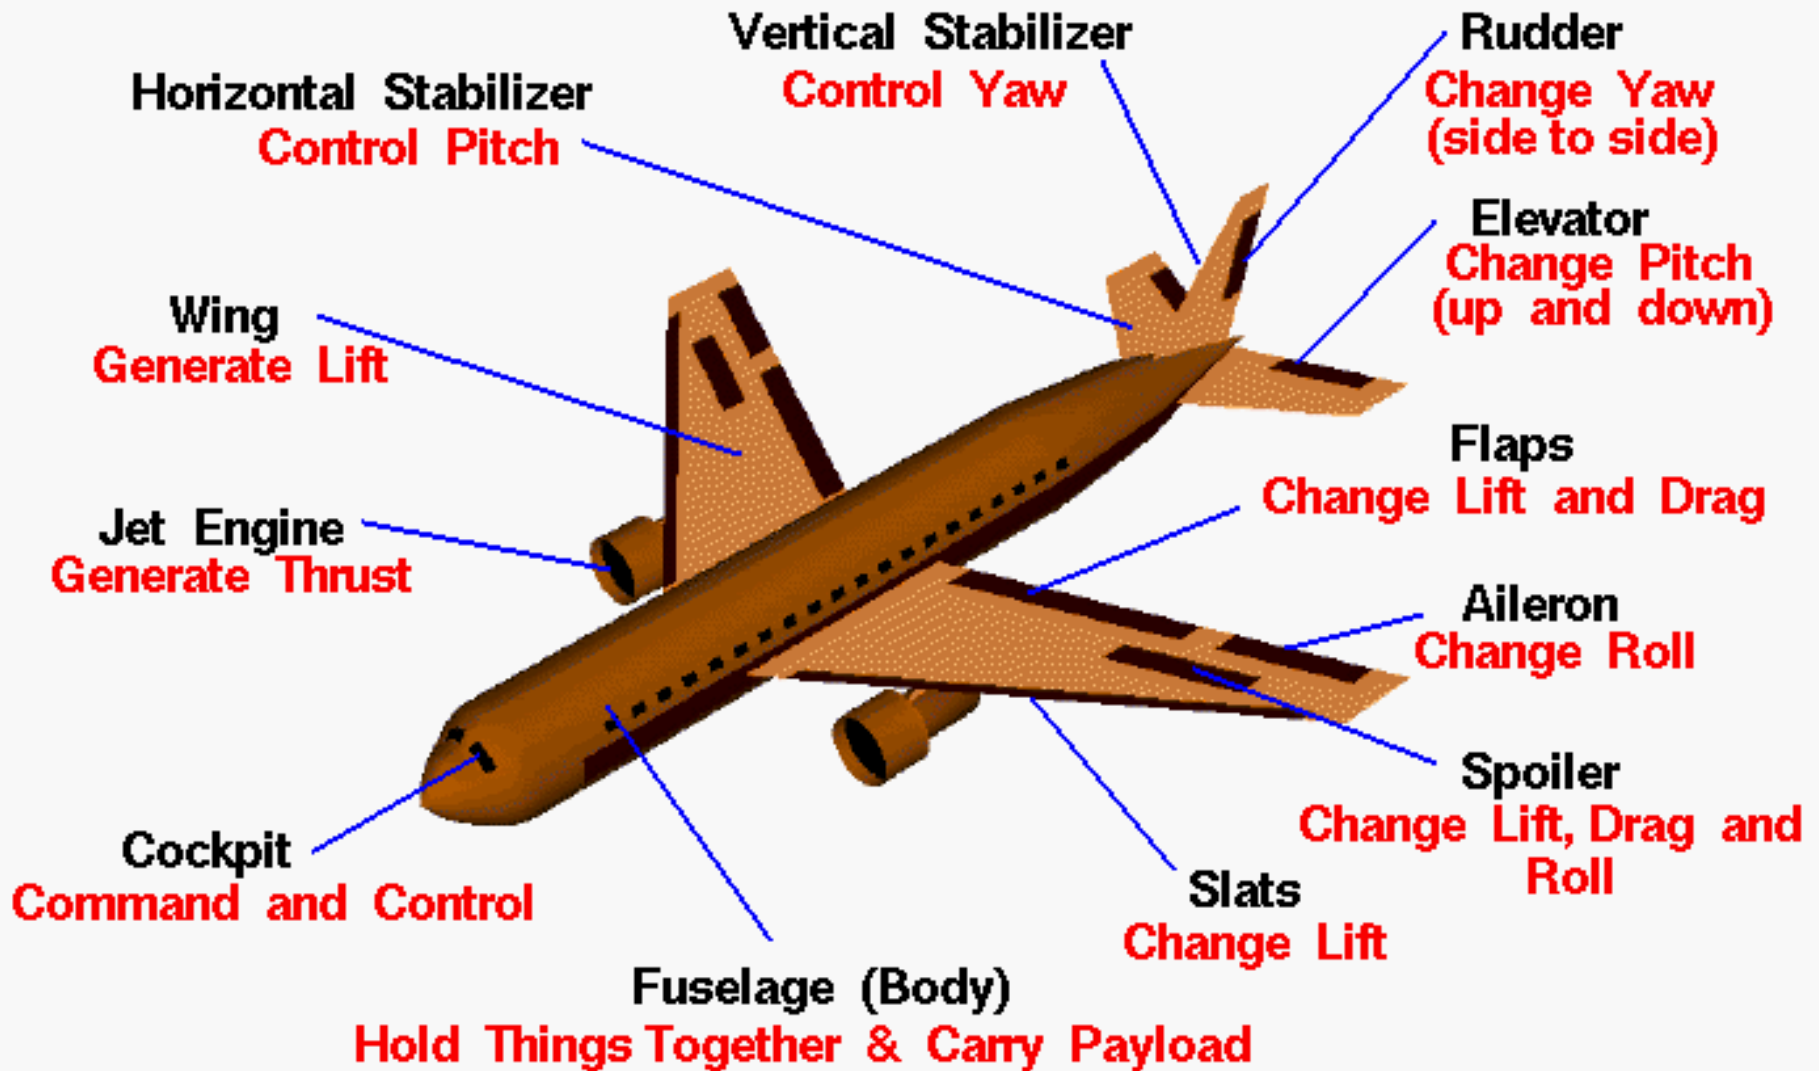 Vertical Stabilizer
Control Yaw
Rudder
Change Yaw
(side to side)
Horizontal Stabilizer
Control Pitch
Elevator
Change Pitch
(up and down)
Wing
Generate Lift
Flaps
Change Lift and Drag
Jet Engine
Generate Thrust
Aileron
Change Roll
Spoiler
Change Lift, Drag and
Roll
Cockpit
Command and Control
Slats
Change Lift
Fuselage (Body)
Hold Things Together & Carry Payload